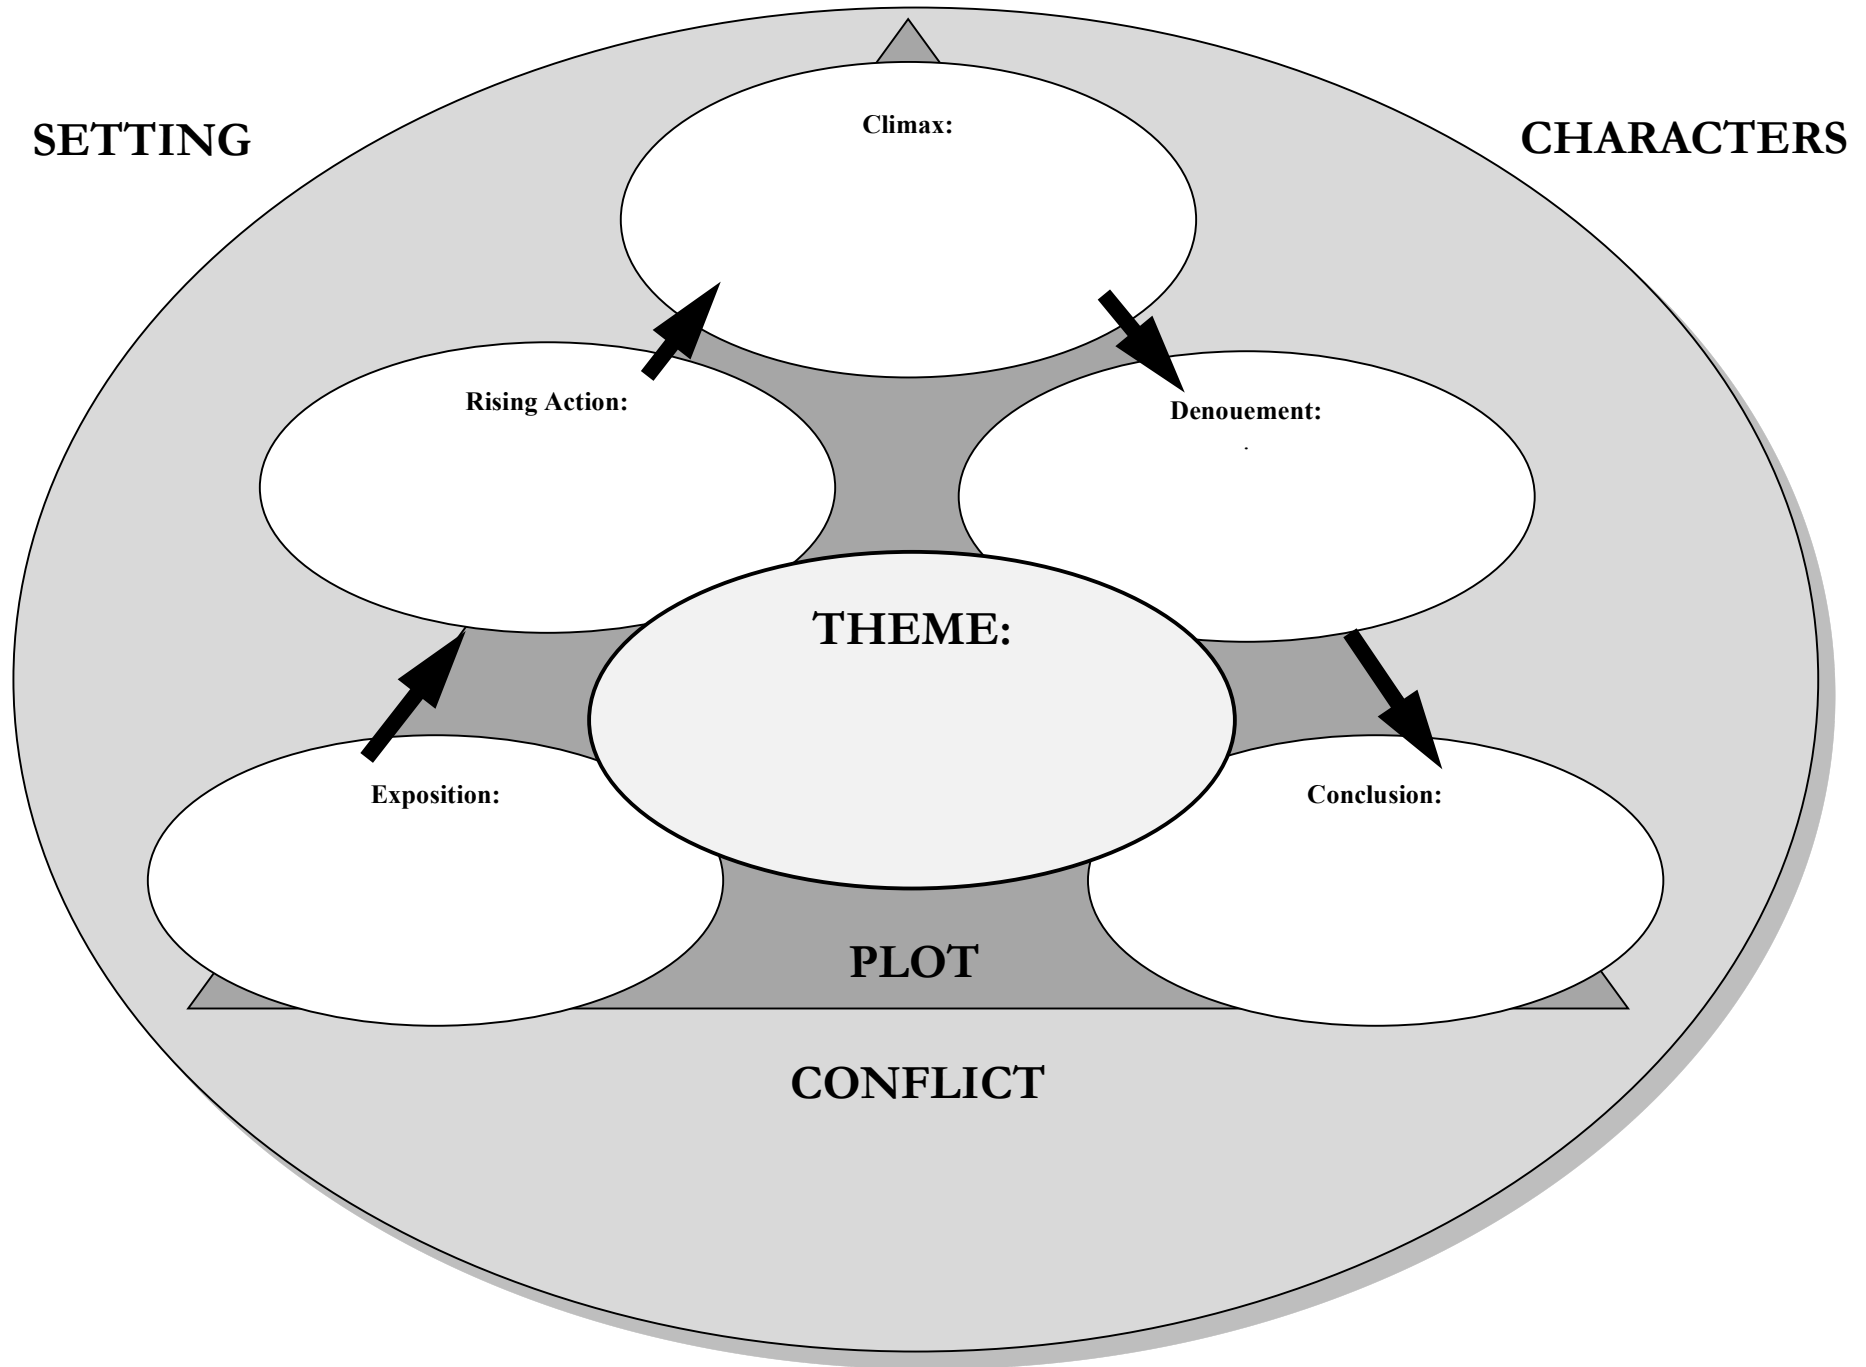 SETTING
CHARACTERS
Climax:
Rising Action:
Denouement:
.
THEME:
Exposition:
Conclusion:
PLOT
CONFLICT